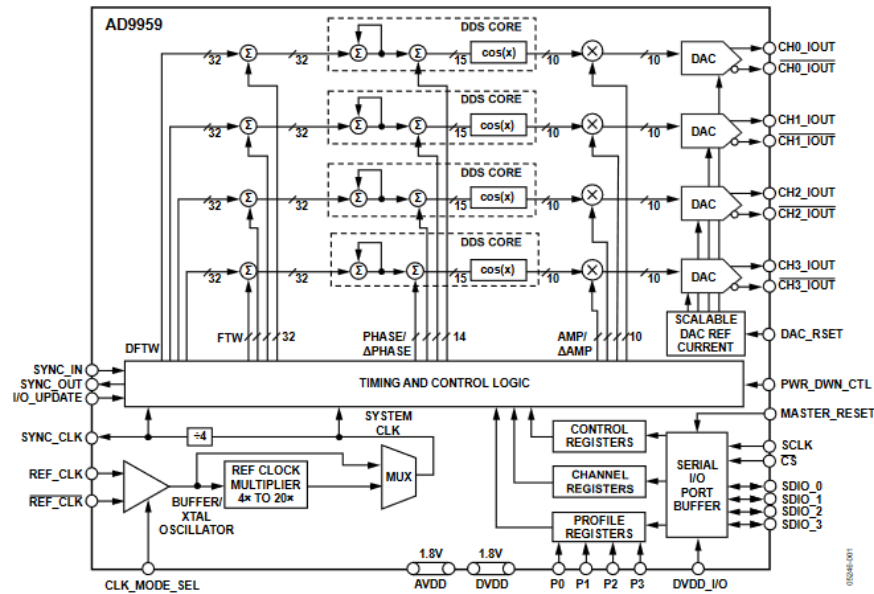 AD9959
DDS CORE
32 Σ 32 Σ Σ 15 cos(x) 10 × 10 DAC
CH0_IOUT
CH0_IOUT
DDS CORE
32 Σ 32 Σ Σ 15 cos(x) 10 × 10 DAC
CH1_IOUT
CH1_IOUT
DDS CORE
32 Σ 32 Σ Σ 15 cos(x) 10 × 10 DAC
CH2_IOUT
CH2_IOUT
DDS CORE
32 Σ 32 Σ Σ 15 cos(x) 10 × 10 DAC
CH3_IOUT
CH3_IOUT
DFTW
FTW
32
PHASE/
ΔPHASE
14
AMP/
ΔAMP
10
SCALABLE
DAC REF
CURRENT
DAC_RSET
SYNC_IN
SYNC_OUT
I/O_UPDATE
TIMING AND CONTROL LOGIC
PWR_DWN_CTL
MASTER_RESET
SYNC_CLK
÷4
SYSTEM
CLK
REF_CLK
REF_CLK
BUFFER/
XTAL
OSCILLATOR
REF CLOCK
MULTIPLIER
4× TO 20×
MUX
CONTROL
REGISTERS
CHANNEL
REGISTERS
PROFILE
REGISTERS
SERIAL
I/O
PORT
BUFFER
SCLK
CS
SDIO_0
SDIO_1
SDIO_2
SDIO_3
CLK_MODE_SEL
1.8V
AVDD
1.8V
DVDD
P0 P1 P2 P3
DVDD_I/O
05246-001